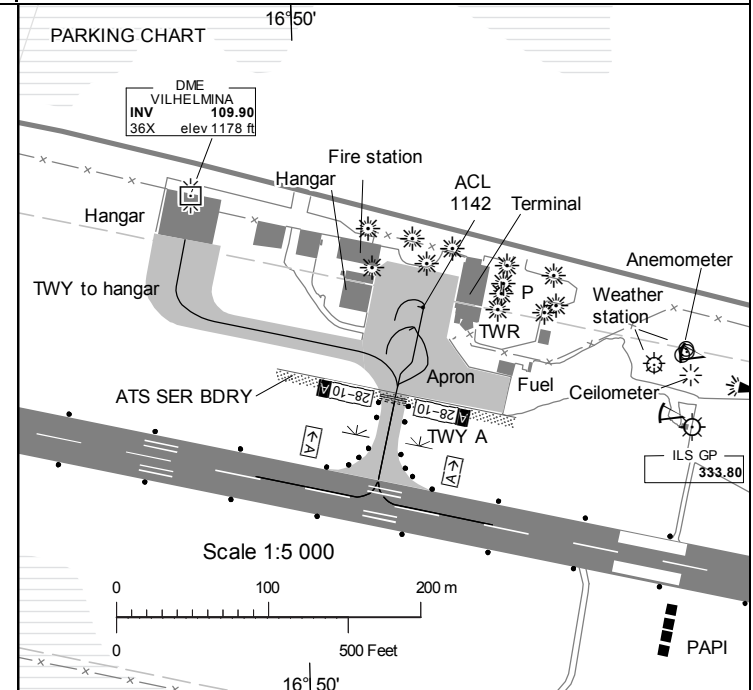 16°50'
PARKING CHART
DME
VILHELMINA
INV 109.90
36X elev 1178 ft
Fire station
Hangar
ACL
1142
Terminal
Hangar
Anemometer
TWY to hangar
P
Weather
station
TWR
Apron
Fuel
Ceilometer
ATS SER BDRY
A 28-10
28-10 A
TWY A
←A
←A
ILS GP
333.80
Scale 1:5 000
0 100 200 m
0 500 Feet
PAPI
16°50'